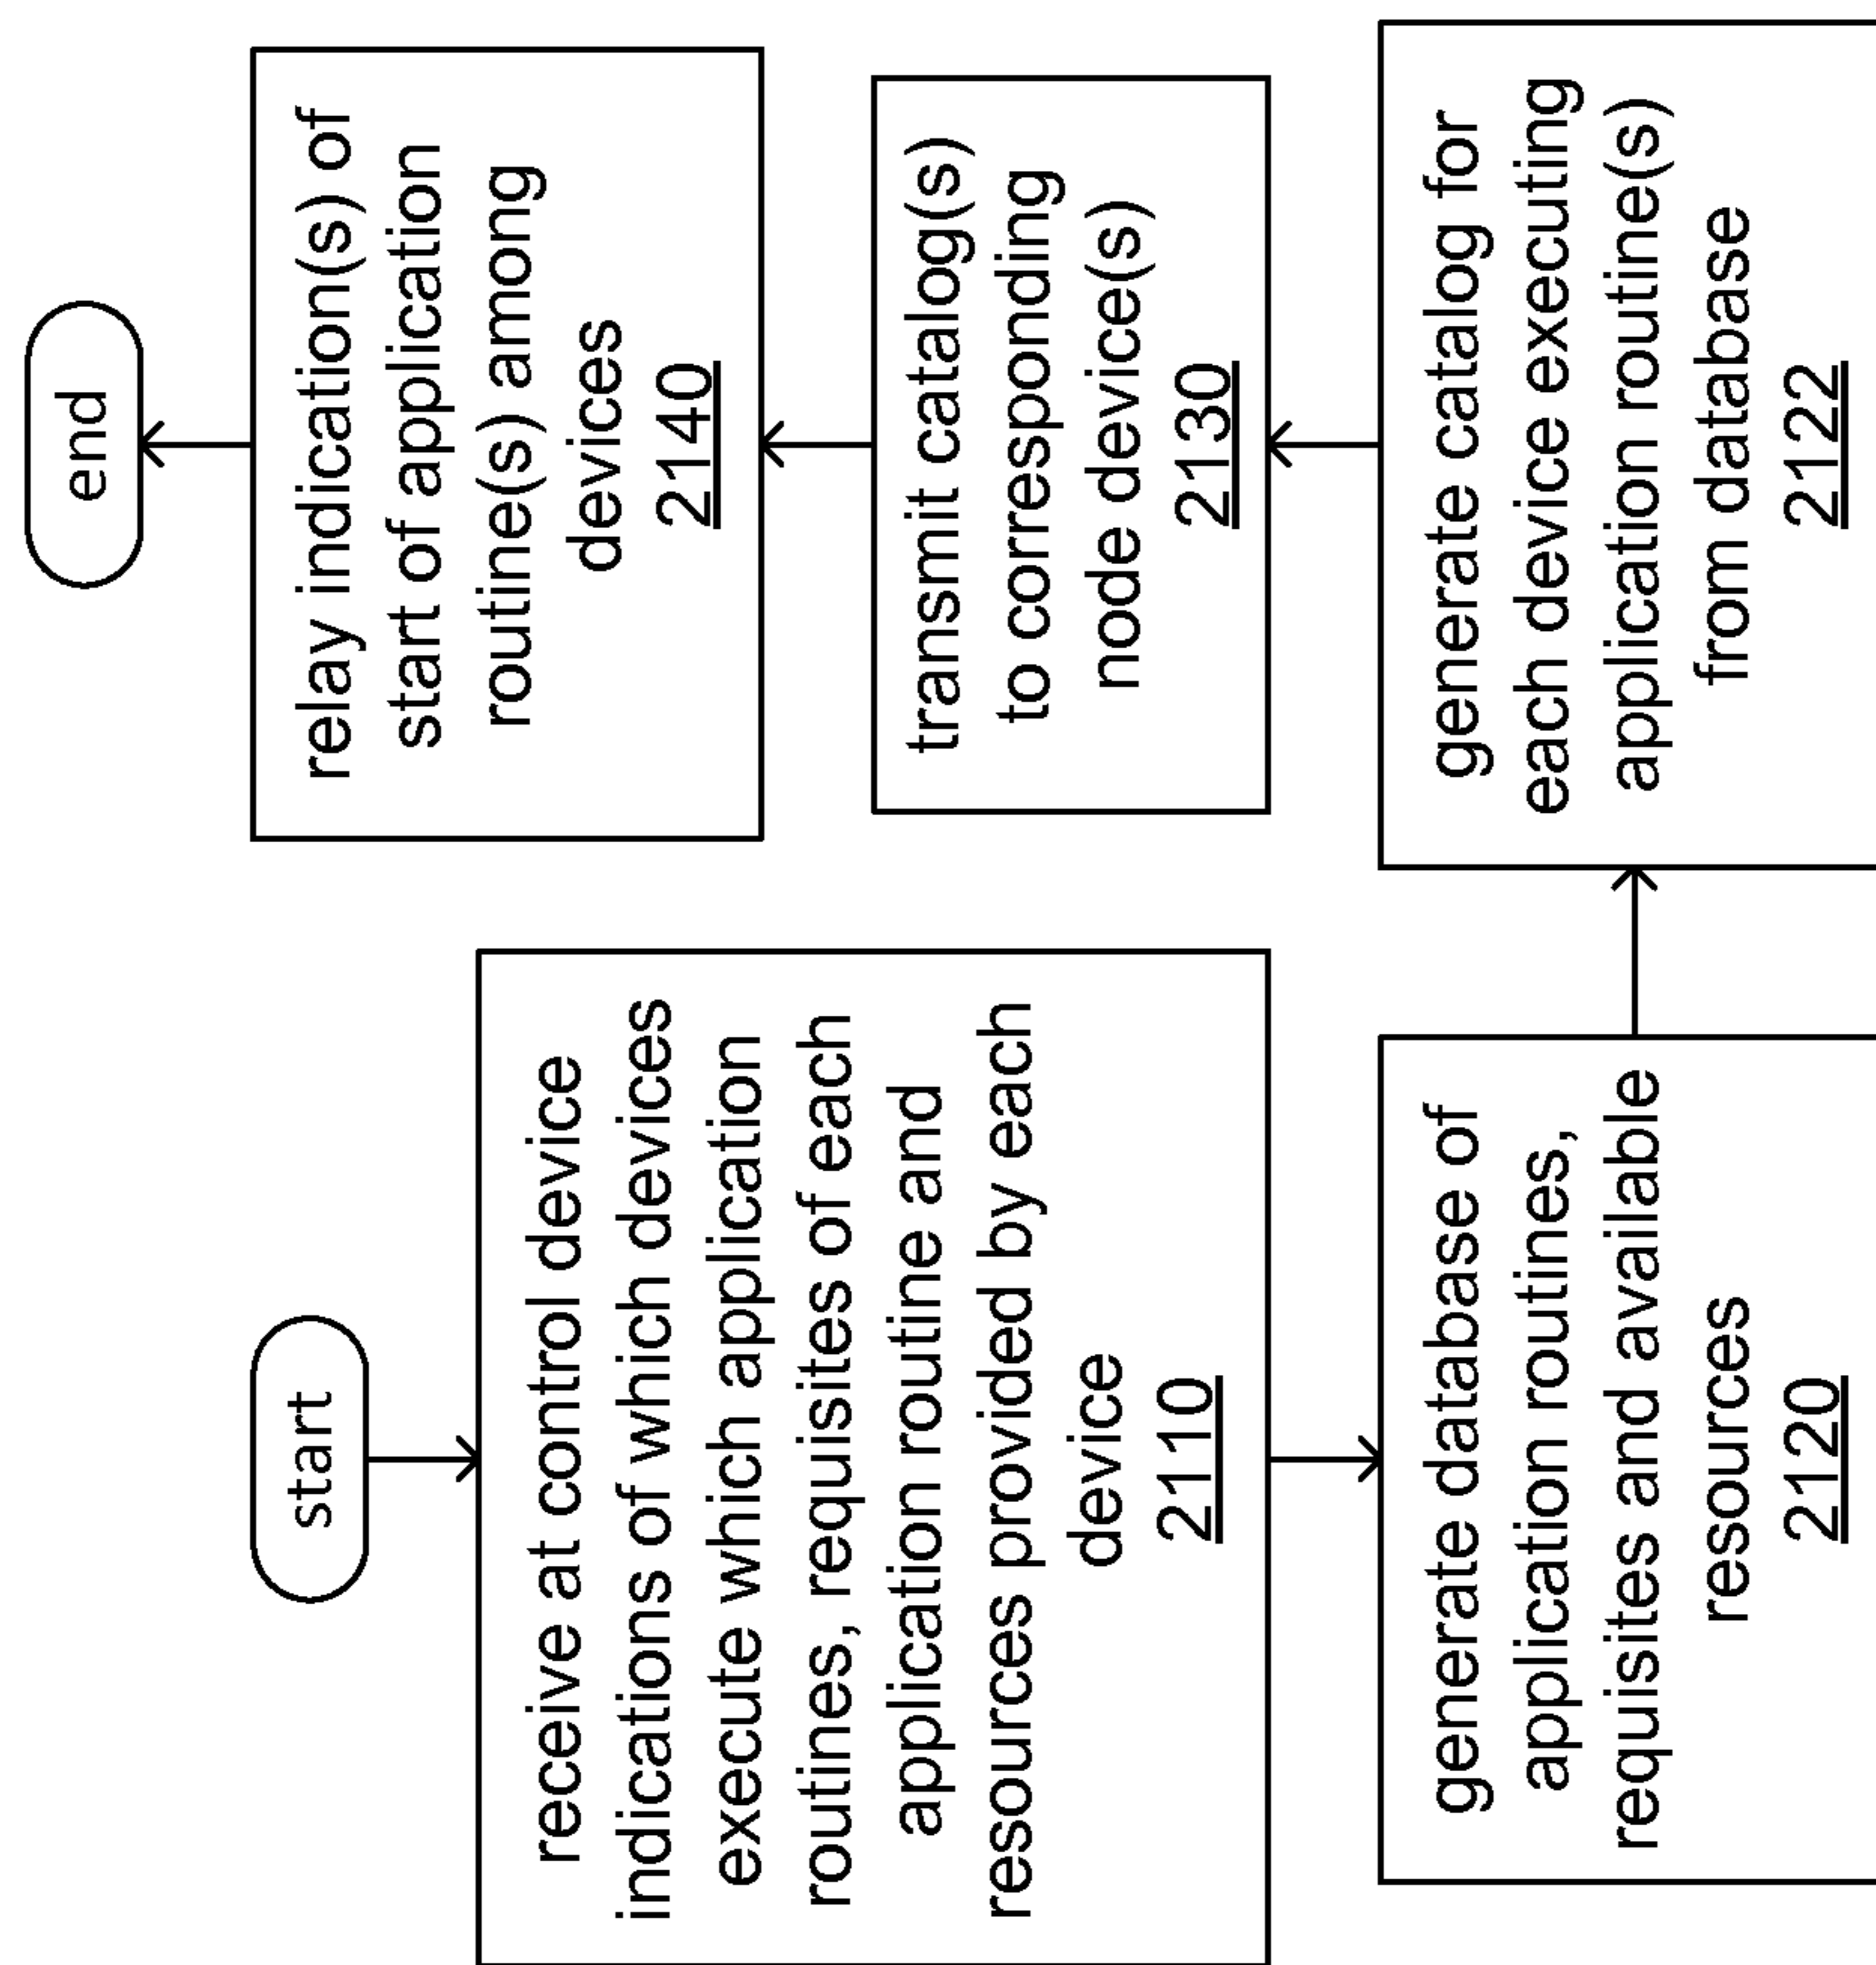 start
receive at control device
indications of which devices
execute which application
routines, requisites of each
application routine and
resources provided by each
device
2110
generate database of
application routines,
requisites and available
resources
2120
generate catalog for
each device executing
application routine(s)
from database
2122
transmit catalog(s)
to corresponding
node device(s)
2130
relay indication(s) of
start of application
routine(s) among
devices
2140
end